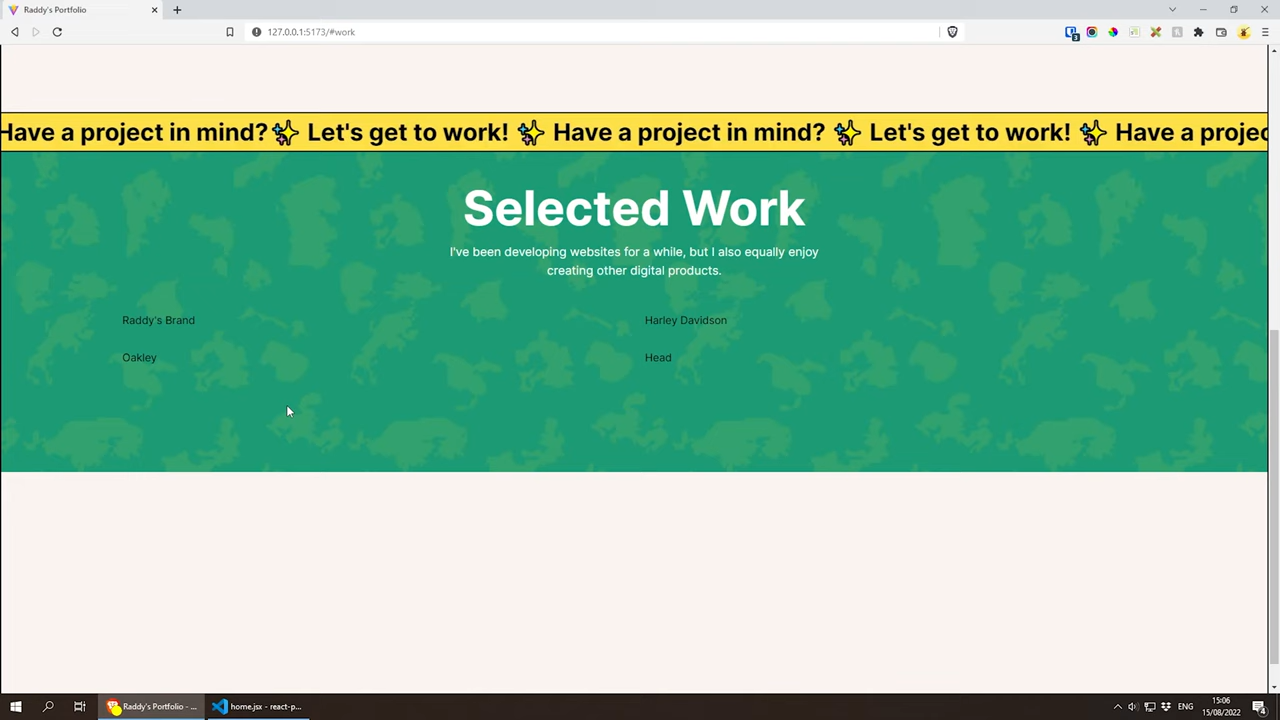 Raddy's Portfolio
127.0.0.1:5173/#work
3
Have a project in mind?✨ Let's get to work! ✨ Have a project in mind? ✨ Let's get to work! ✨ Have a projec
Selected Work
I've been developing websites for a while, but I also equally enjoy
creating other digital products.
Raddy's Brand
Harley Davidson
Oakley
Head
Raddy's Portfolio - ...
home.jsx - react-p...
ENG
15:06
15/08/2022
4